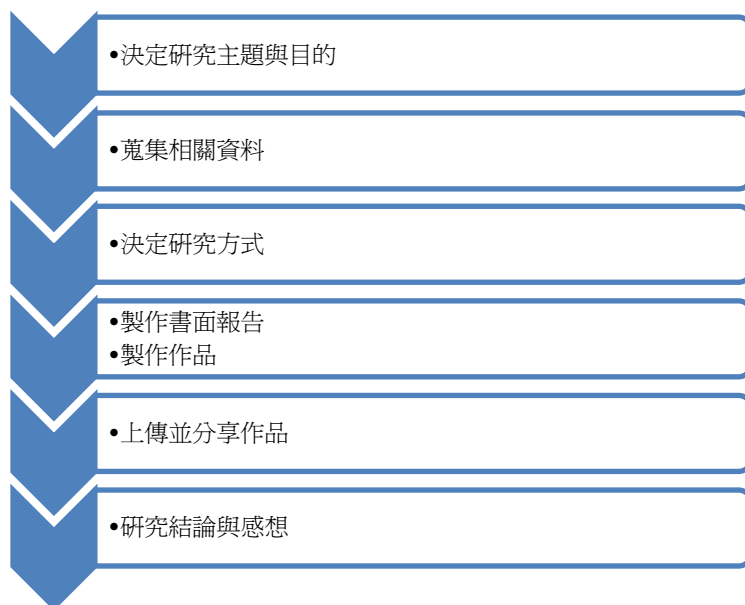 •決定研究主題與目的
•蒐集相關資料
•決定研究方式
•製作書面報告
•製作作品
•上傳並分享作品
•研究結論與感想